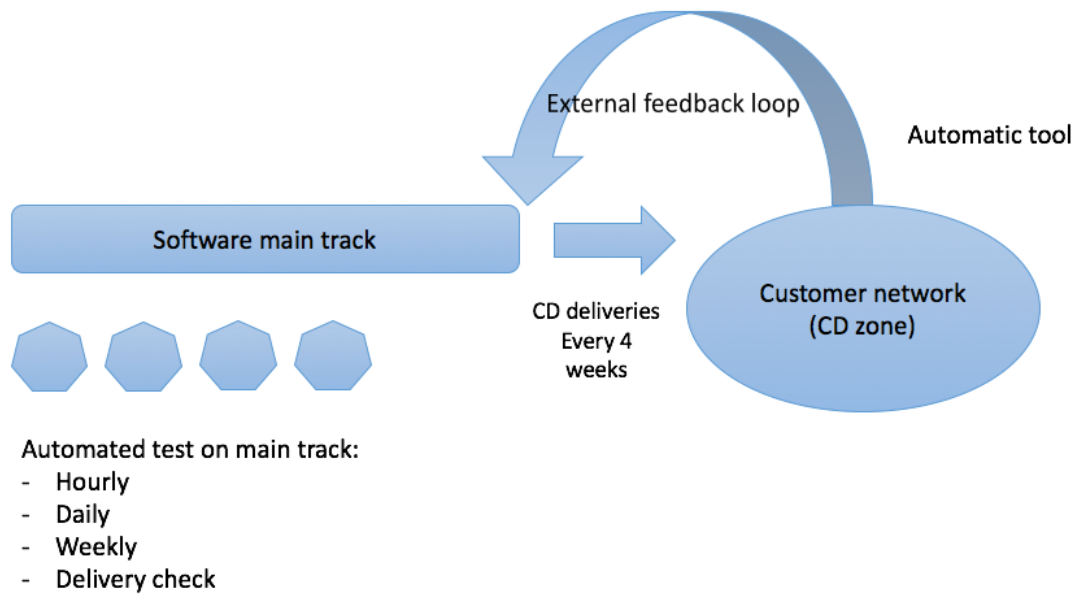 External feedback loop
Automatic tool
Software main track
CD deliveries
Every 4
weeks
Customer network
(CD zone)
Automated test on main track:
- Hourly
- Daily
- Weekly
- Delivery check